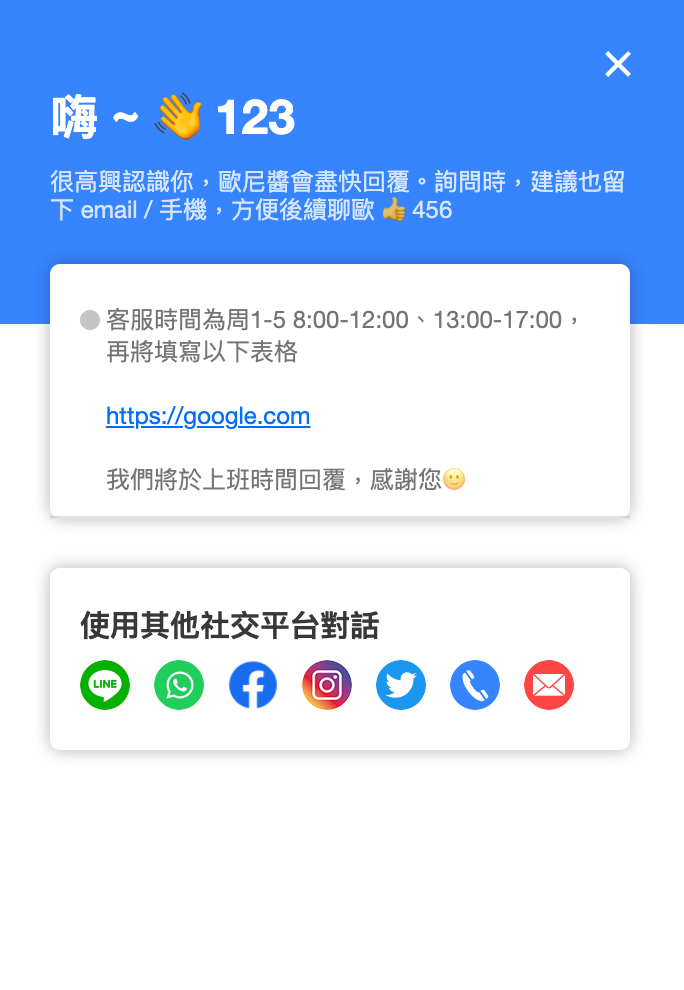 嗨 ~ 👋 123
很高興認識你，歐尼醬會盡快回覆。詢問時，建議也留
下 email / 手機，方便後續聊歐 👍 456
客服時間為周1-5 8:00-12:00、13:00-17:00，
再將填寫以下表格
https://google.com
我們將於上班時間回覆，感謝您🙂
使用其他社交平台對話
LINE